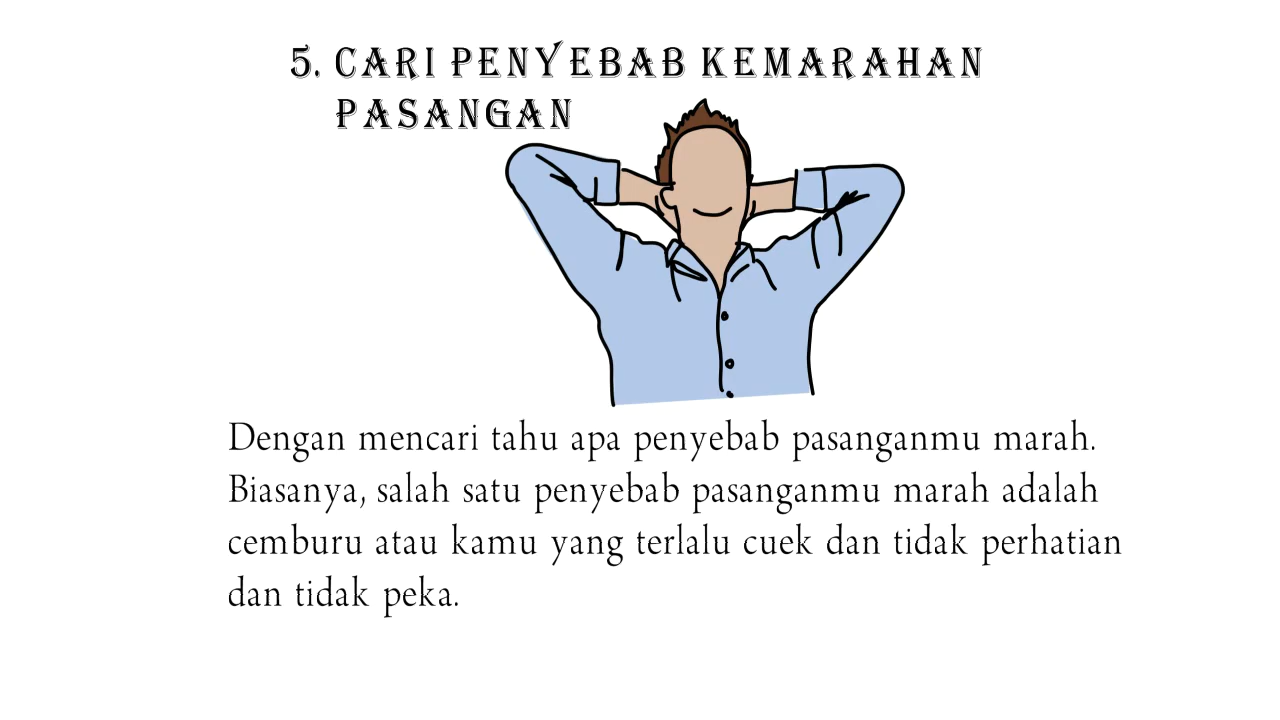 5. CARI PENYEBAB KEMARAHAN
PASANGAN
Dengan mencari tahu apa penyebab pasanganmu marah.
Biasanya, salah satu penyebab pasanganmu marah adalah
cemburu atau kamu yang terlalu cuek dan tidak perhatian
dan tidak peka.